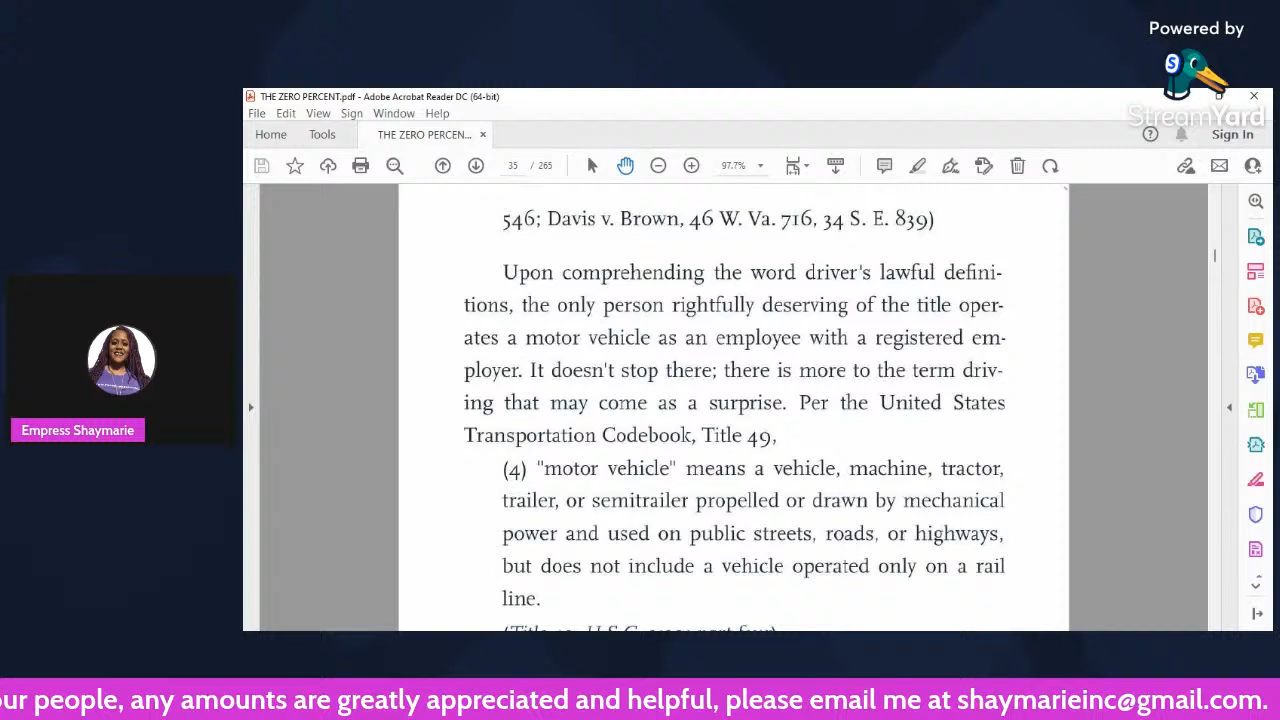 Powered by
S
StreamYard
THE ZERO PERCENT.pdf - Adobe Acrobat Reader DC (64-bit)
File Edit View Sign Window Help
Home Tools THE ZERO PERCEN... ×
Sign In
35 / 265 97.7%
546; Davis v. Brown, 46 W. Va. 716, 34 S. E. 839)
Upon comprehending the word driver's lawful defini-
tions, the only person rightfully deserving of the title oper-
ates a motor vehicle as an employee with a registered em-
ployer. It doesn't stop there; there is more to the term driv-
ing that may come as a surprise. Per the United States
Transportation Codebook, Title 49,
(4) "motor vehicle" means a vehicle, machine, tractor,
trailer, or semitrailer propelled or drawn by mechanical
power and used on public streets, roads, or highways,
but does not include a vehicle operated only on a rail
line.
Empress Shaymarie
our people, any amounts are greatly appreciated and helpful, please email me at shaymarieinc@gmail.com.